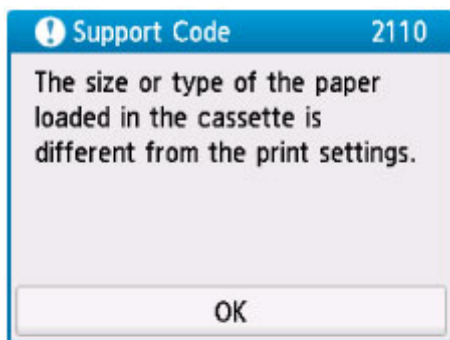 Support Code 2110
The size or type of the paper
loaded in the cassette is
different from the print settings.
OK